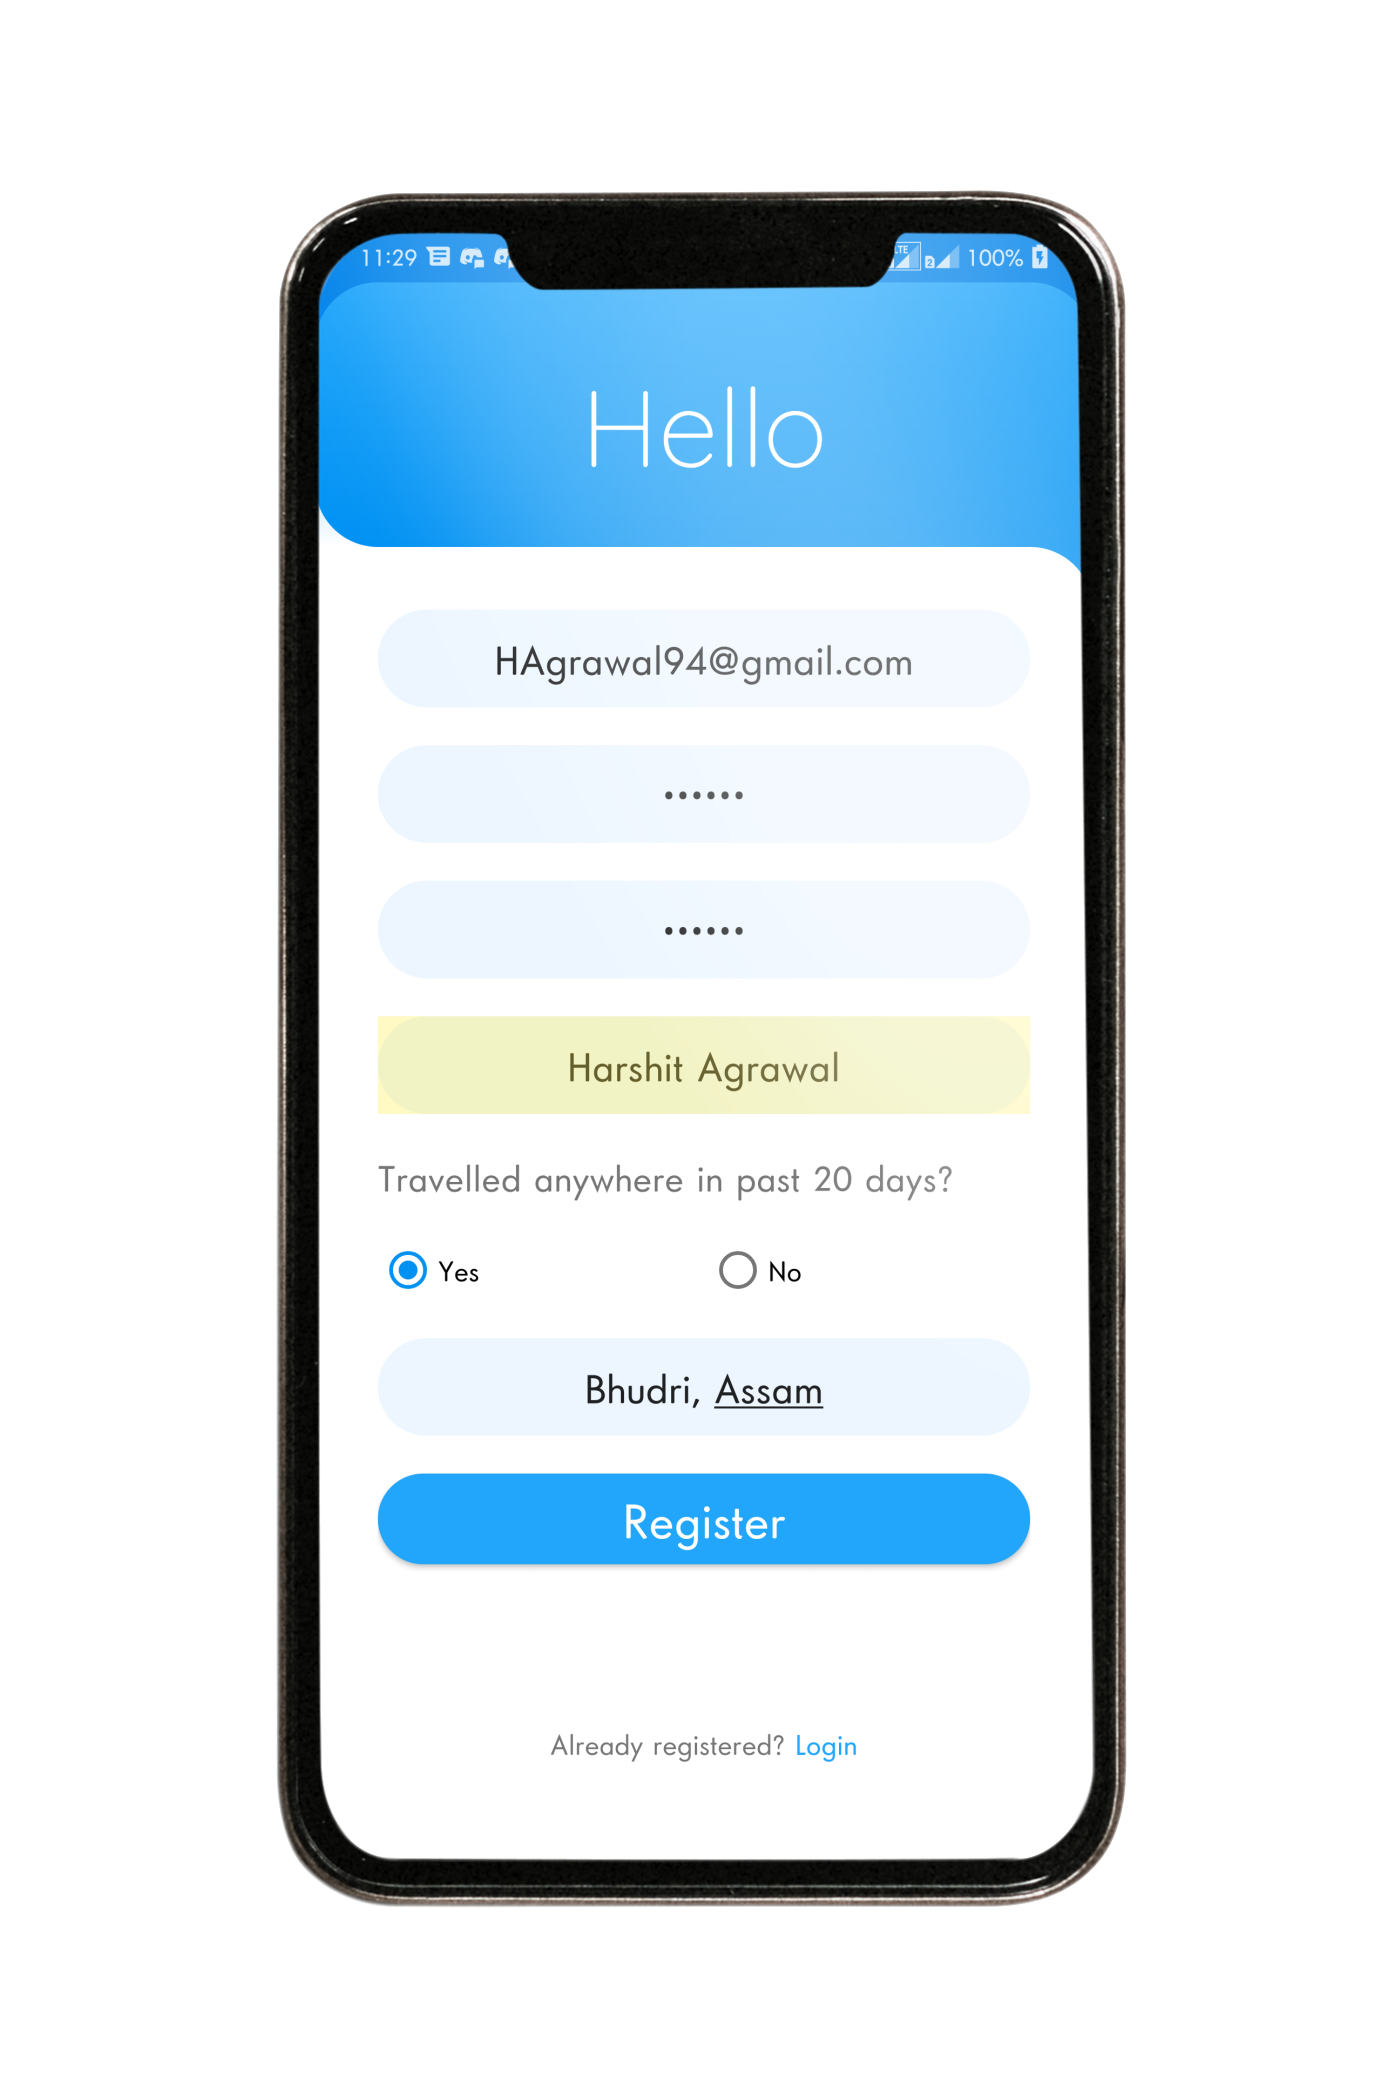 11:29 LTE 2 100%
Hello
HAgrawal94@gmail.com
••••••
••••••
Harshit Agrawal
Travelled anywhere in past 20 days?
Yes No
Bhudri, Assam
Register
Already registered? Login